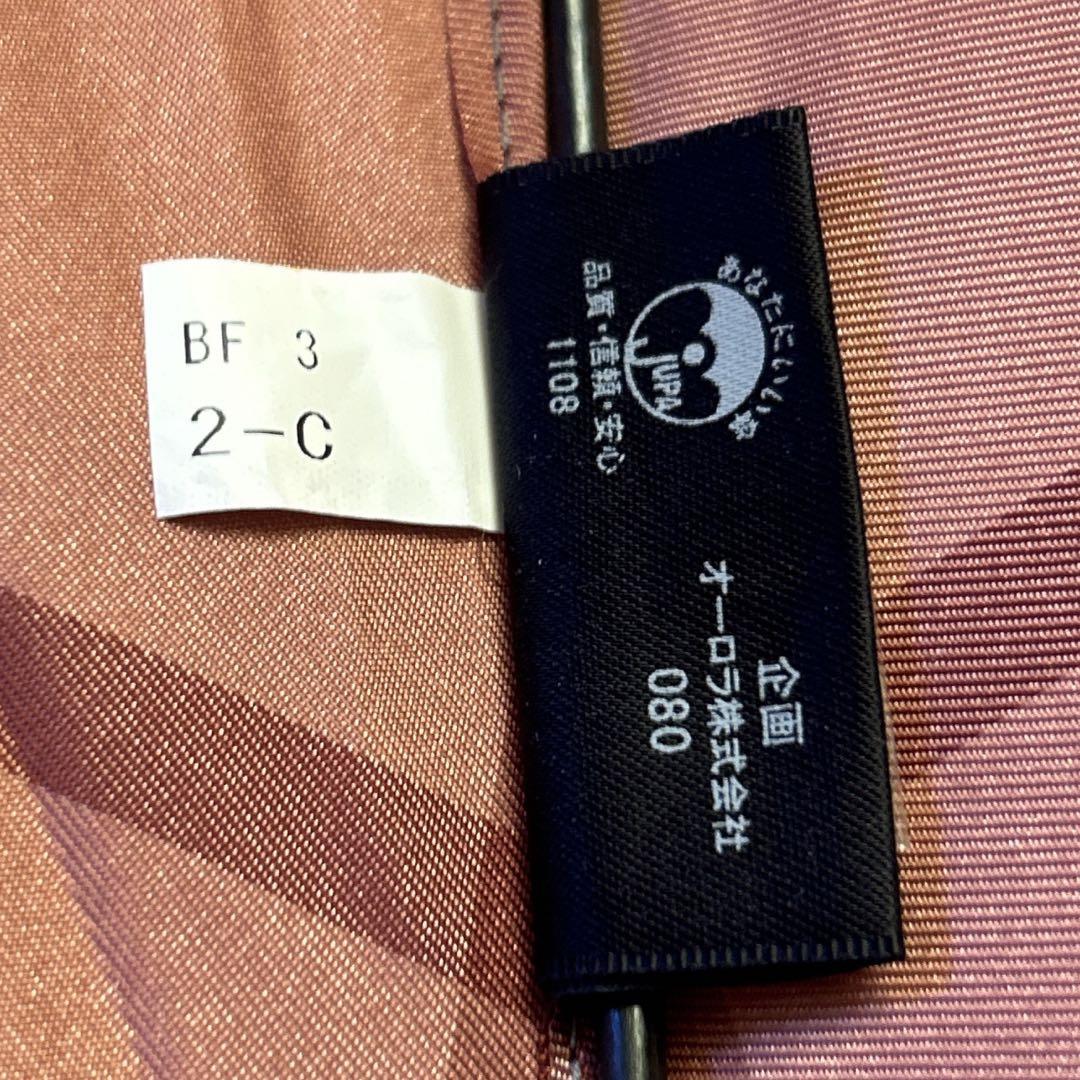 BF 3
2-C
あなたにいい傘
JUPA
品質・信頼・安心
1108
企画
オーロラ株式会社
080